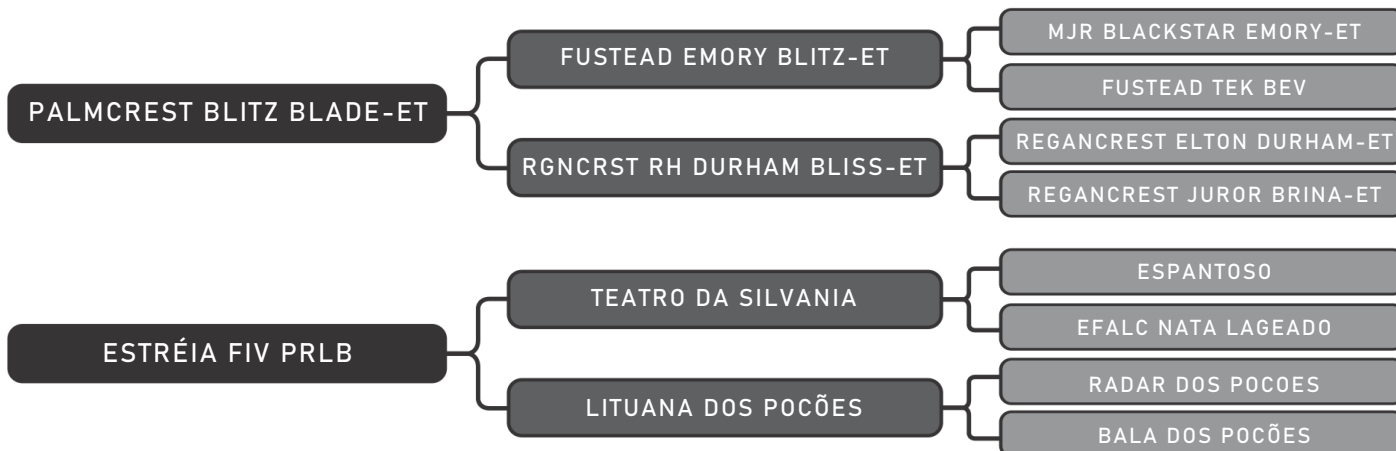 PALMCREST BLITZ BLADE-ET
FUSTEAD EMORY BLITZ-ET
MJR BLACKSTAR EMORY-ET
FUSTEAD TEK BEV
RGNCRST RH DURHAM BLISS-ET
REGANCREST ELTON DURHAM-ET
REGANCREST JUROR BRINA-ET
ESTRÉIA FIV PRLB
TEATRO DA SILVANIA
ESPANTOSO
EFALC NATA LAGEADO
LITUANA DOS POCÕES
RADAR DOS POCOES
BALA DOS POCÕES